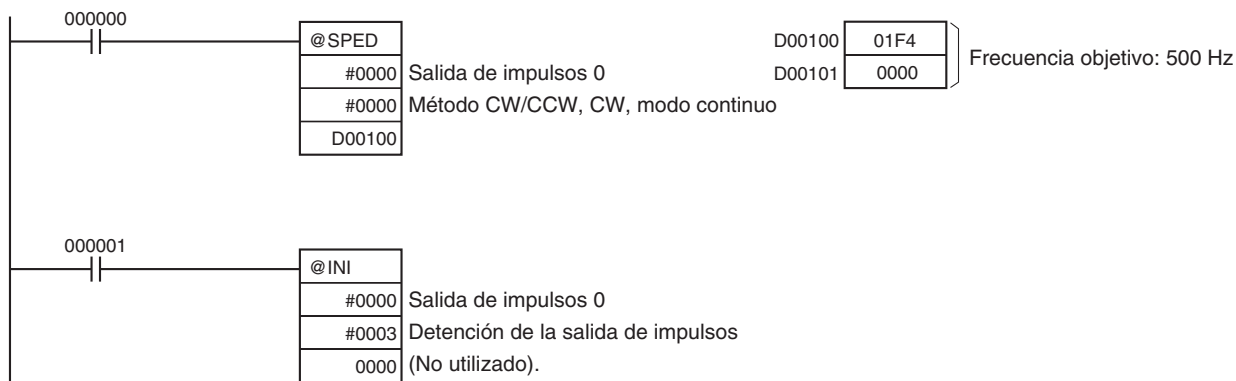 000000
@SPED
#0000 Salida de impulsos 0
#0000 Método CW/CCW, CW, modo continuo
D00100
D00100 01F4
D00101 0000
Frecuencia objetivo: 500 Hz
000001
@INI
#0000 Salida de impulsos 0
#0003 Detención de la salida de impulsos
0000 (No utilizado).